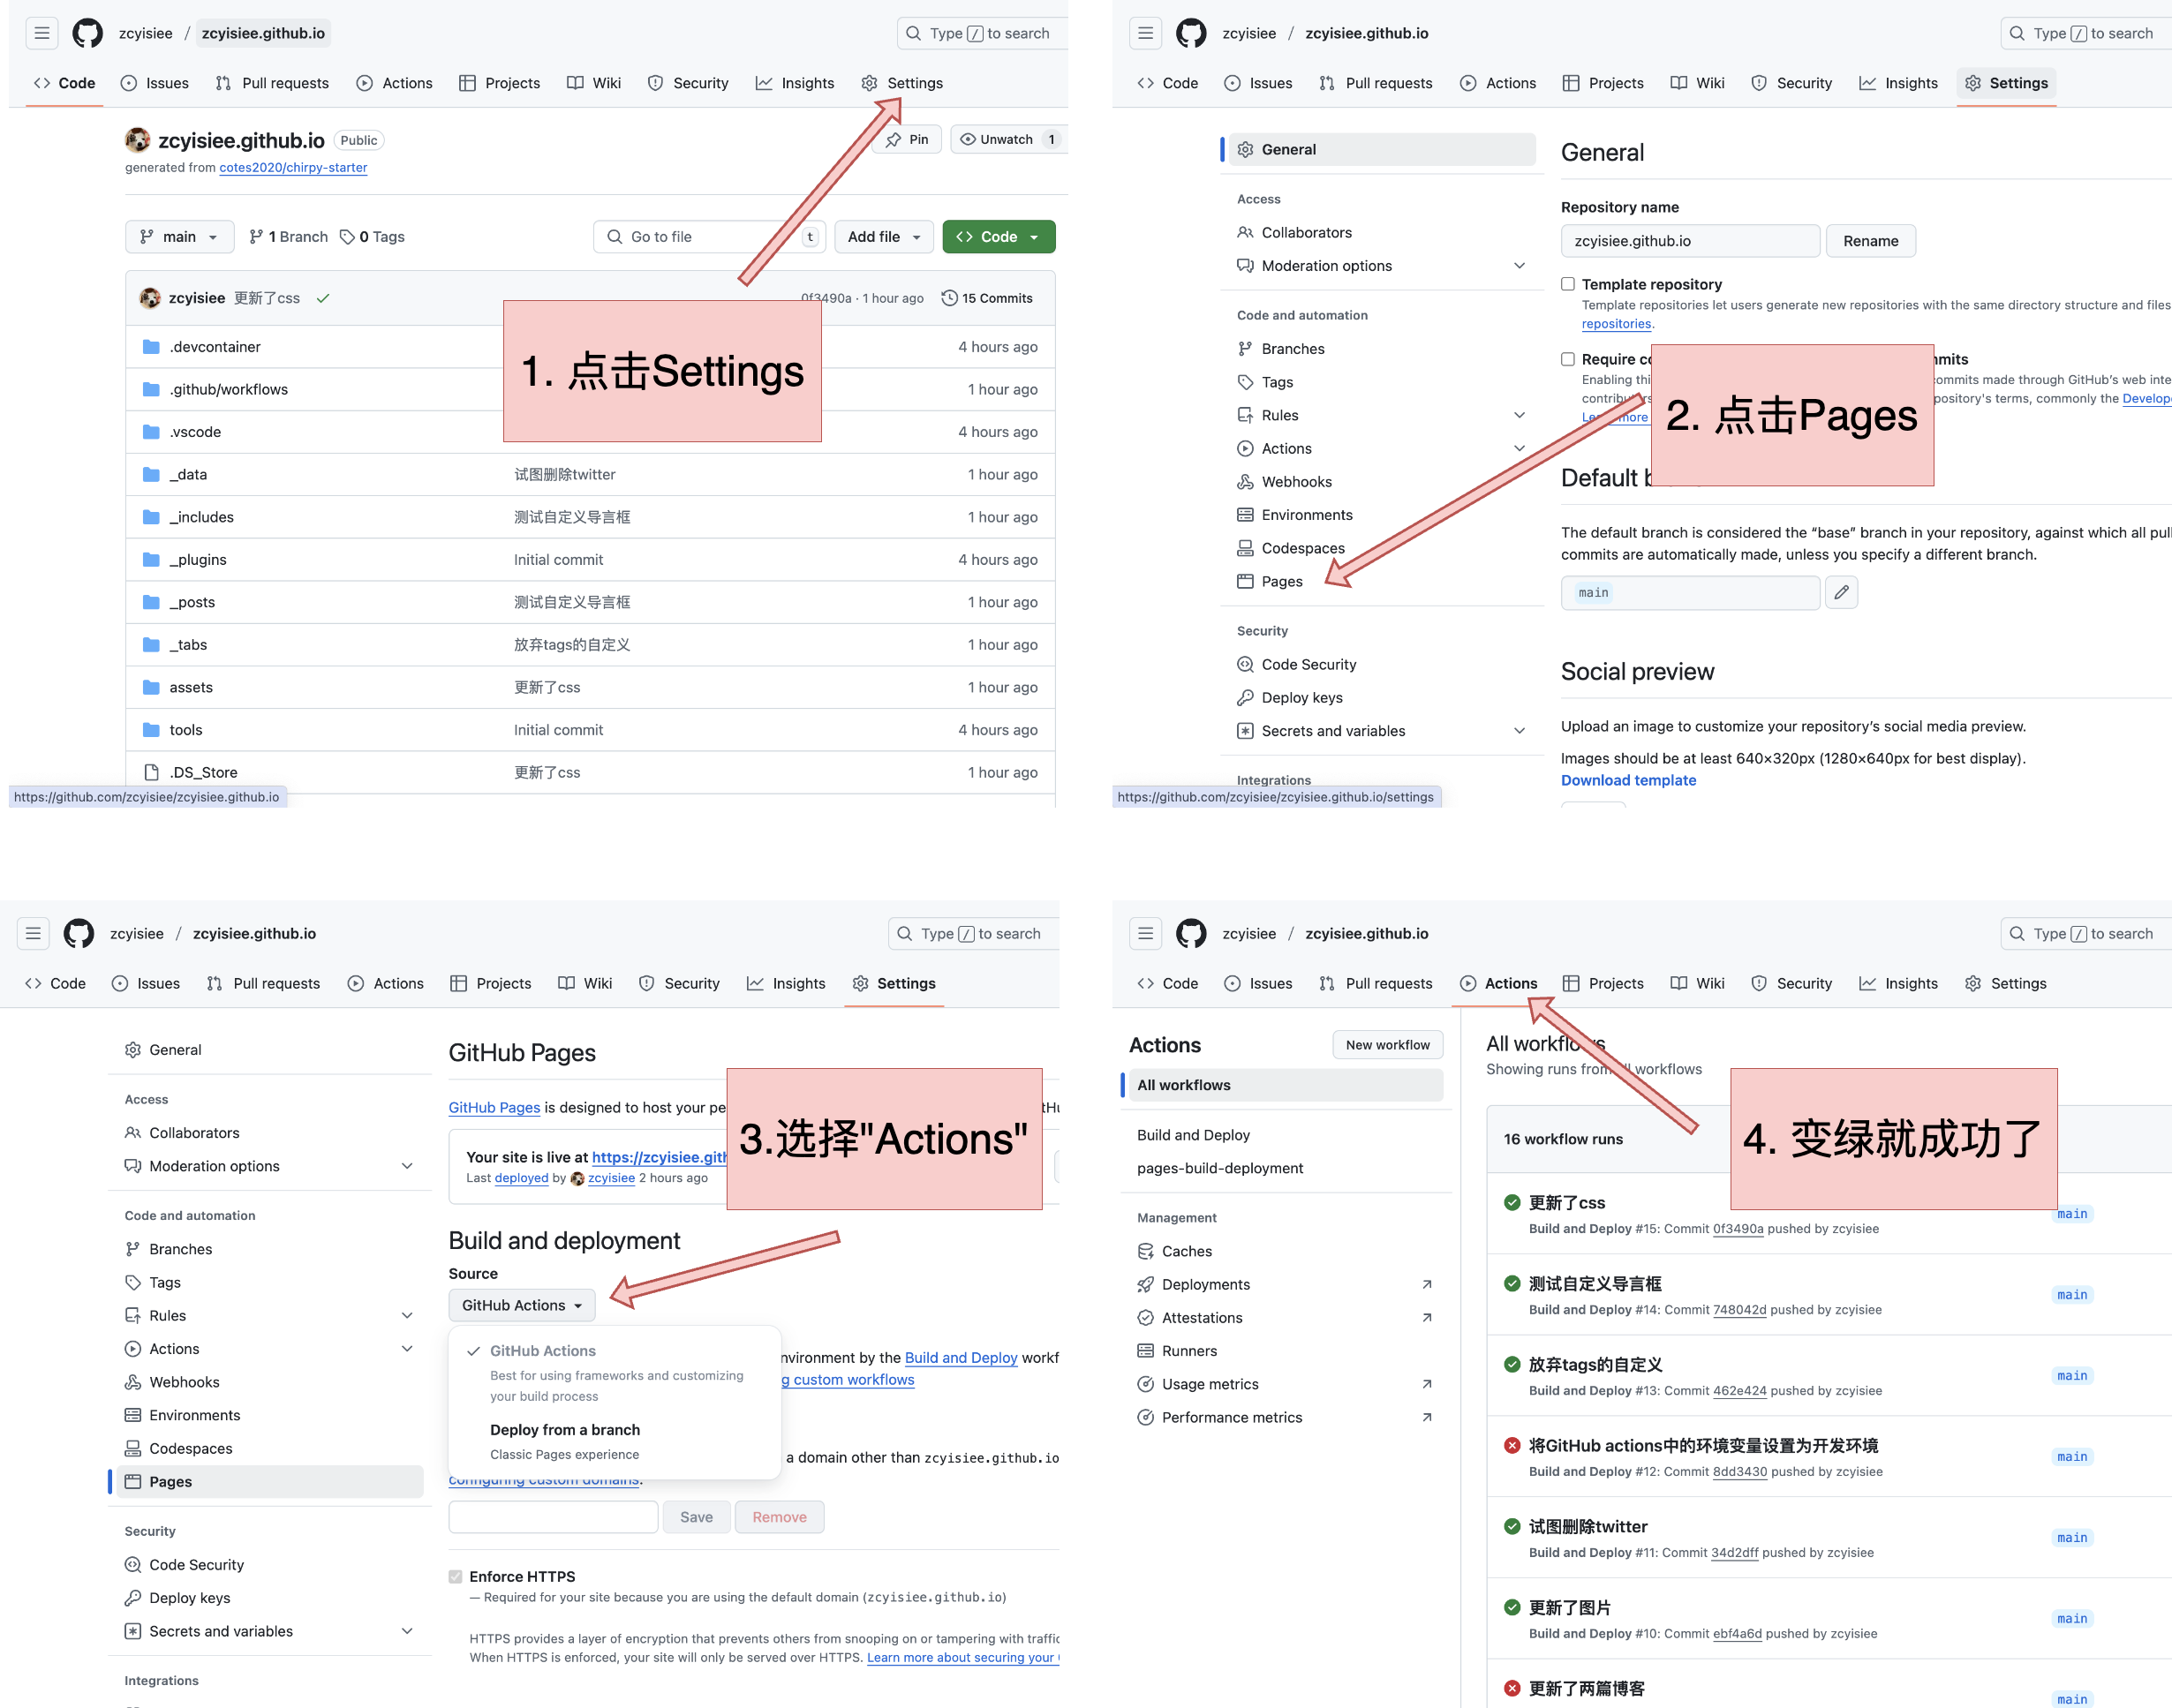 zcyisiee / zcyisiee.github.io
Type / to search
Code Issues Pull requests Actions Projects Wiki Security Insights Settings
zcyisiee.github.io Public
Pin Unwatch 1
generated from cotes2020/chirpy-starter
main 1 Branch 0 Tags Go to file t Add file Code
zcyisiee 更新了css 0f3490a · 1 hour ago 15 Commits
.devcontainer 4 hours ago
.github/workflows 1 hour ago
.vscode 4 hours ago
_data 试图删除twitter 1 hour ago
_includes 测试自定义导言框 1 hour ago
_plugins Initial commit 4 hours ago
_posts 测试自定义导言框 1 hour ago
_tabs 放弃tags的自定义 1 hour ago
assets 更新了css 1 hour ago
tools Initial commit 4 hours ago
.DS_Store 更新了css 1 hour ago
https://github.com/zcyisiee/zcyisiee.github.io
1. 点击Settings
zcyisiee / zcyisiee.github.io
Type / to search
Code Issues Pull requests Actions Projects Wiki Security Insights Settings
General
Access
Collaborators
Moderation options
Code and automation
Branches
Tags
Rules
Actions
Webhooks
Environments
Codespaces
Pages
Security
Code Security
Deploy keys
Secrets and variables
Integrations
https://github.com/zcyisiee/zcyisiee.github.io/settings
General
Repository name
zcyisiee.github.io Rename
Template repository
Template repositories let users generate new repositories with the same directory structure and files
repositories.
Require
Enabling commits made through GitHub's web
repository's terms, commonly the
more
2. 点击Pages
Default
The default branch is considered the “base” branch in your repository, against which all
commits are automatically made, unless you specify a different branch.
main
Social preview
Upload an image to customize your repository's social media preview.
Images should be at least 640×320px (1280×640px for best display).
Download template
zcyisiee / zcyisiee.github.io
Type / to search
Code Issues Pull requests Actions Projects Wiki Security Insights Settings
General
Access
Collaborators
Moderation options
Code and automation
Branches
Tags
Rules
Actions
Webhooks
Environments
Codespaces
Pages
Security
Code Security
Deploy keys
Secrets and variables
Integrations
GitHub Pages
GitHub Pages is designed to host your
Your site is live at https://zcyisiee.gith
Last deployed by zcyisiee 2 hours ago
3.选择"Actions"
Build and deployment
Source
GitHub Actions
GitHub Actions
Best for using frameworks and customizing
your build process
Deploy from a branch
Classic Pages experience
environment by the Build and Deploy
custom workflows
a domain other than zcyisiee.github.io
configuring custom domains.
Save Remove
Enforce HTTPS
— Required for your site because you are using the default domain (zcyisiee.github.io)
HTTPS provides a layer of encryption that prevents others from snooping on or tampering with
When HTTPS is enforced, your site will only be served over HTTPS. Learn more about securing your
zcyisiee / zcyisiee.github.io
Type / to search
Code Issues Pull requests Actions Projects Wiki Security Insights Settings
Actions New workflow
All workflows
Build and Deploy
pages-build-deployment
Management
Caches
Deployments
Attestations
Runners
Usage metrics
Performance metrics
All workflows
Showing runs from all workflows
4. 变绿就成功了
16 workflow runs
更新了css
main
Build and Deploy #15: Commit 0f3490a pushed by zcyisiee
测试自定义导言框
main
Build and Deploy #14: Commit 748042d pushed by zcyisiee
放弃tags的自定义
main
Build and Deploy #13: Commit 462e424 pushed by zcyisiee
将GitHub actions中的环境变量设置为开发环境
main
Build and Deploy #12: Commit 8dd3430 pushed by zcyisiee
试图删除twitter
main
Build and Deploy #11: Commit 34d2dff pushed by zcyisiee
更新了图片
main
Build and Deploy #10: Commit ebf4a6d pushed by zcyisiee
更新了两篇博客
main